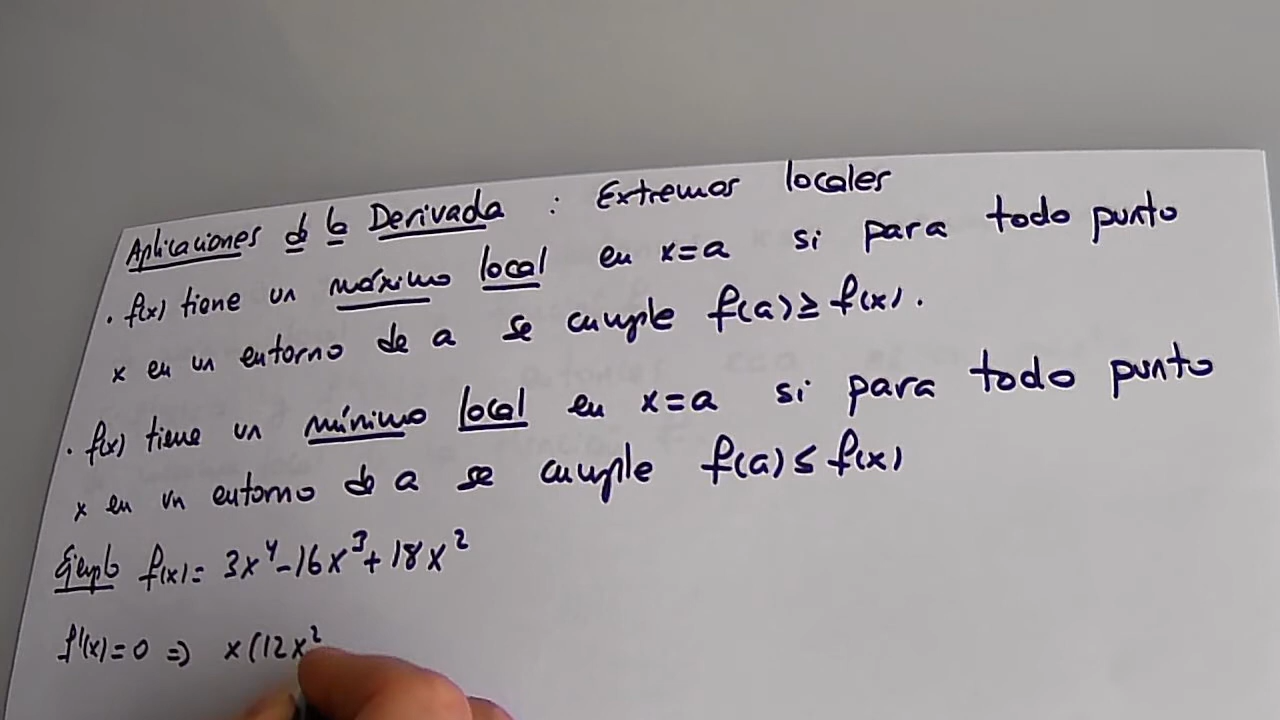 Aplicaciones de la Derivada : Extremos locales
. f(x) tiene un máximo local en x=a si para todo punto
x en un entorno de a se cumple f(a)≥f(x).
. f(x) tiene un mínimo local en x=a si para todo punto
x en un entorno de a se cumple f(a)≤f(x)
Ejemplo f(x)= 3x⁴-16x³+18x²
f'(x)=0 => x(12x²